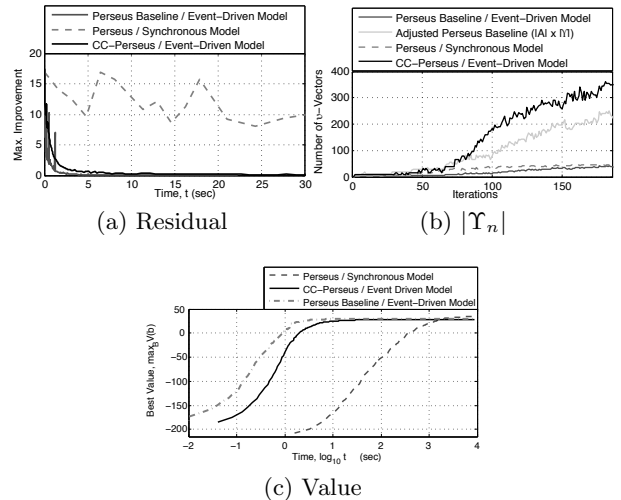 Perseus Baseline / Event−Driven Model
Perseus / Synchronous Model
CC−Perseus / Event−Driven Model
Max. Improvement
20
15
10
5
0
0 5 10 15 20 25 30
Time, t (sec)
(a) Residual
Perseus Baseline / Event−Driven Model
Adjusted Perseus Baseline (|A| x |Υ|)
Perseus / Synchronous Model
CC−Perseus / Event−Driven Model
Number of υ−Vectors
400
300
200
100
0
0 50 100 150
Iterations
(b) |Υn|
Perseus / Synchronous Model
CC−Perseus / Event Driven Model
Perseus Baseline / Event−Driven Model
Best Value, maxBV(b)
50
0
−50
−100
−150
−200
−2 −1 0 1 2 3 4
Time, log10 t (sec)
(c) Value